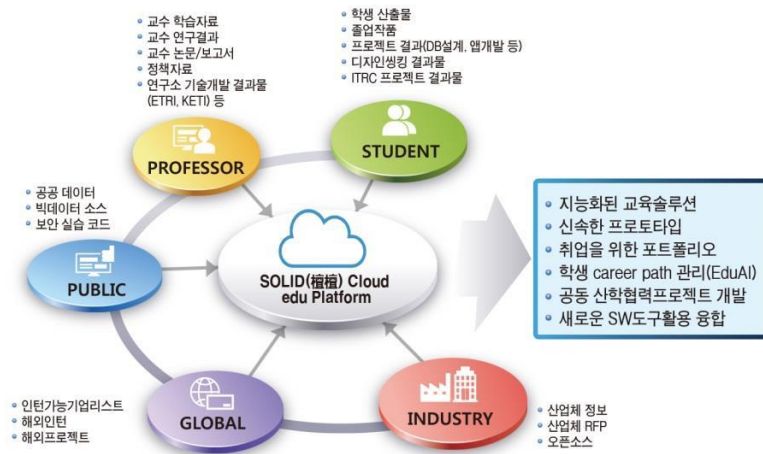 • 교수 학습자료
• 교수 연구결과
• 교수 논문/보고서
• 정책자료
• 연구소 기술개발 결과물
(ETRI, KETI) 등
PROFESSOR
• 학생 산출물
• 졸업작품
• 프로젝트 결과(DB설계, 앱개발 등)
• 디자인씽킹 결과물
• ITRC 프로젝트 결과물
STUDENT
• 공공 데이터
• 빅데이터 소스
• 보안 실습 코드
PUBLIC
SOLID(植植) Cloud
edu Platform
• 지능화된 교육솔루션
• 신속한 프로토타입
• 취업을 위한 포트폴리오
• 학생 career path 관리(EduAI)
• 공동 산학협력프로젝트 개발
• 새로운 SW도구활용 융합
• 인턴가능기업리스트
• 해외인턴
• 해외프로젝트
GLOBAL
INDUSTRY
• 산업체 정보
• 산업체 RFP
• 오픈소스